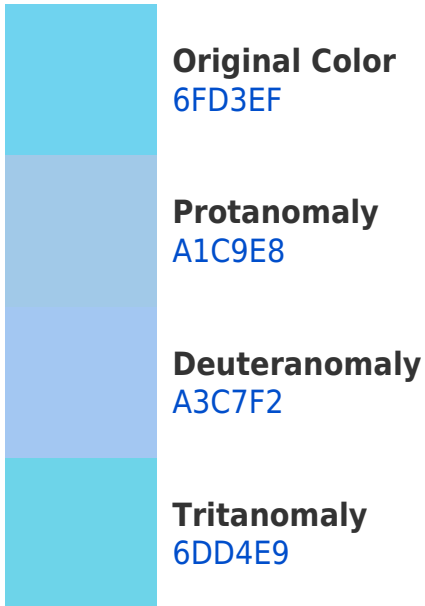 Original Color
6FD3EF
Protanomaly
A1C9E8
Deuteranomaly
A3C7F2
Tritanomaly
6DD4E9